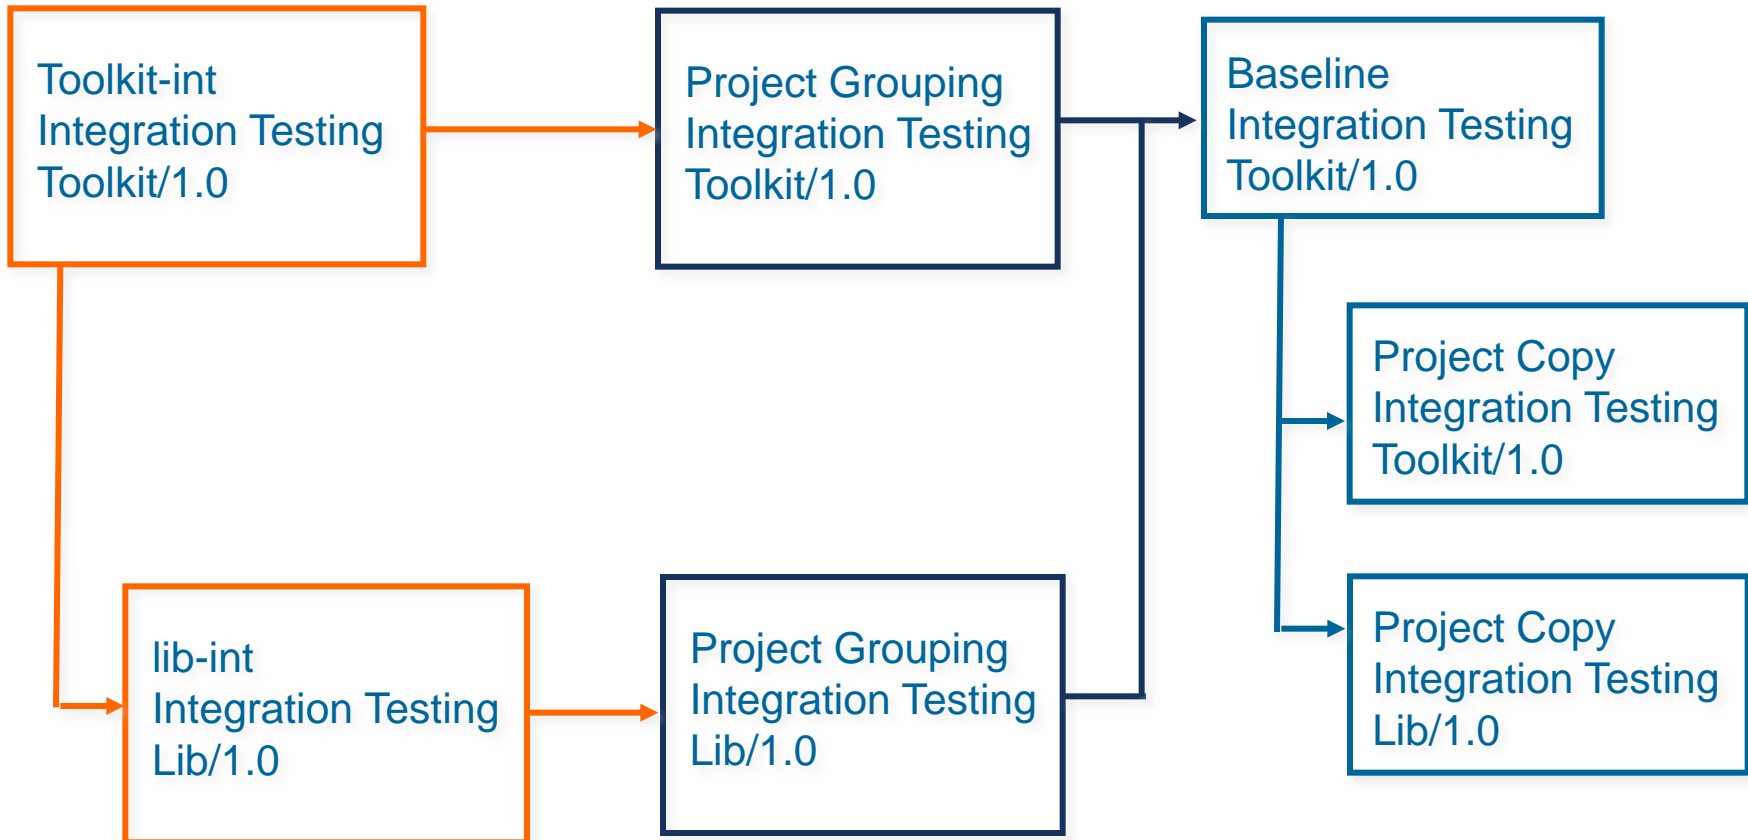 Toolkit-int
Integration Testing
Toolkit/1.0
Project Grouping
Integration Testing
Toolkit/1.0
Baseline
Integration Testing
Toolkit/1.0
Project Copy
Integration Testing
Toolkit/1.0
lib-int
Integration Testing
Lib/1.0
Project Grouping
Integration Testing
Lib/1.0
Project Copy
Integration Testing
Lib/1.0